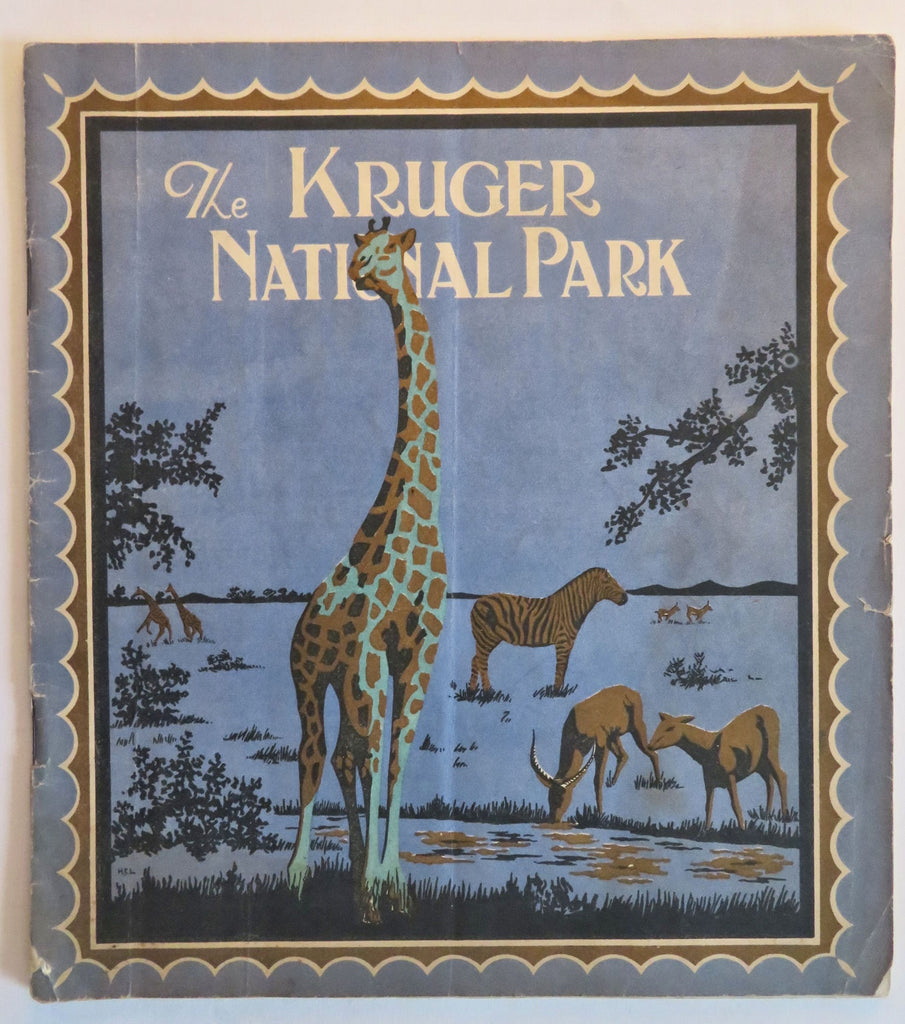 The KRUGER
NATIONAL PARK
H.E.L